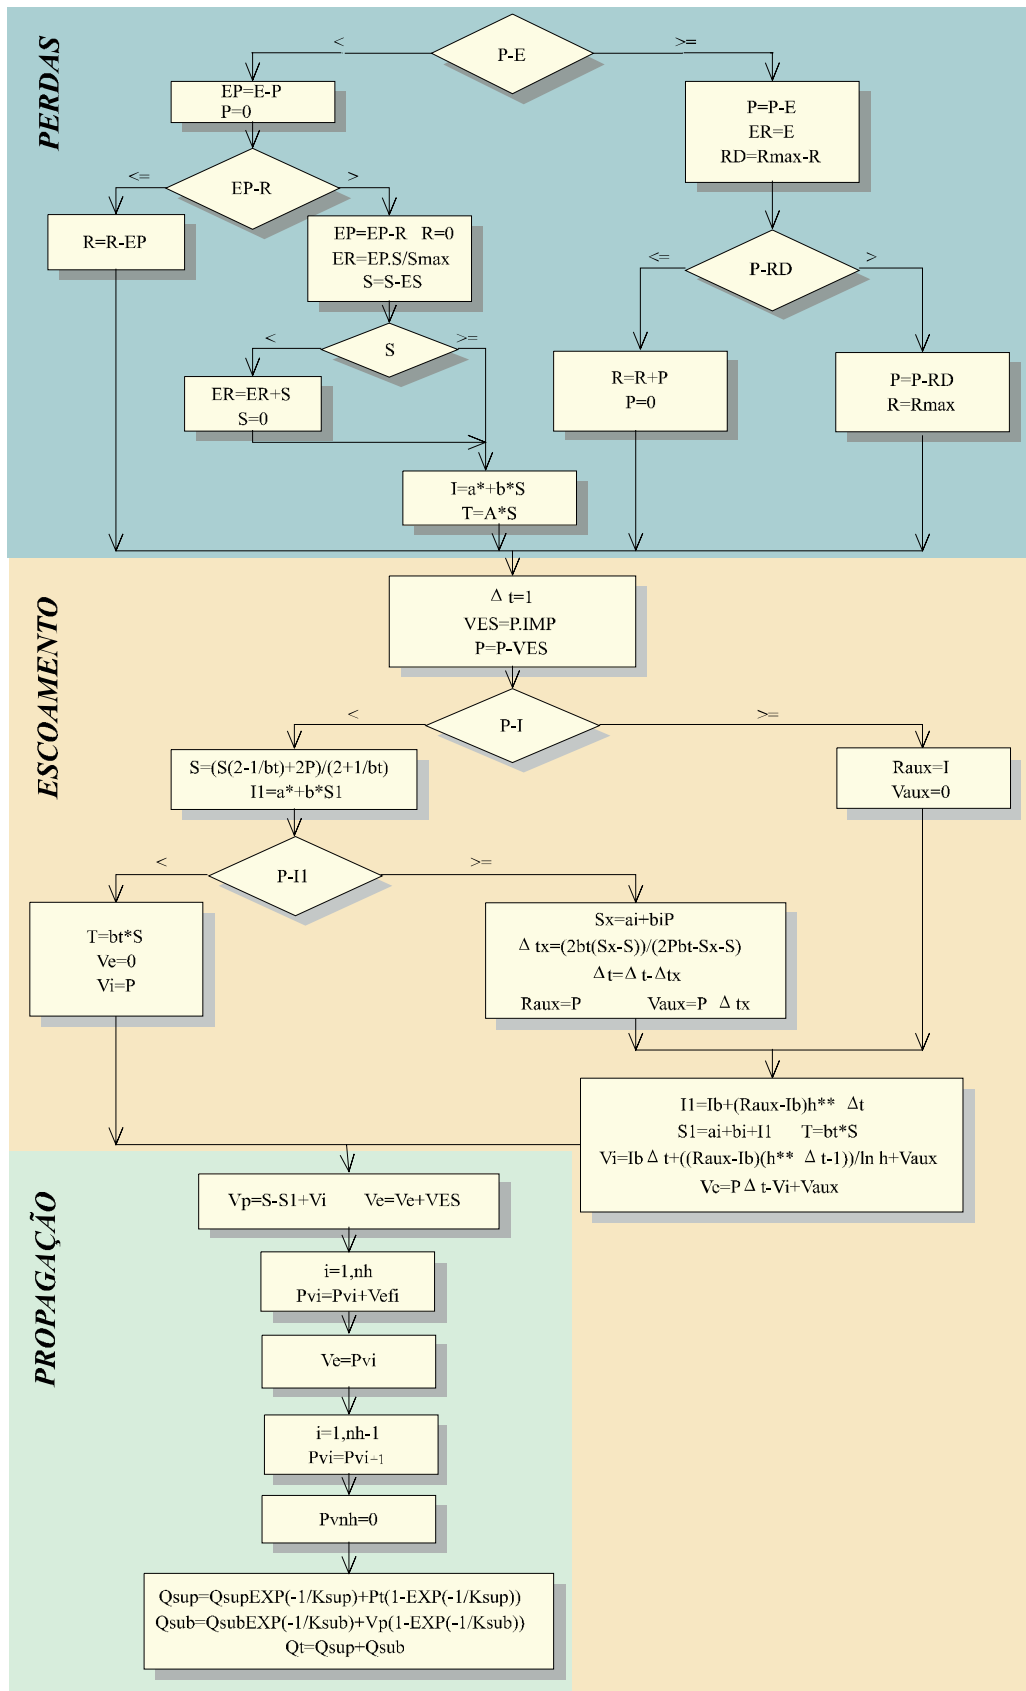 PERDAS
P-E
<
>=
EP=E-P
P=0
P=P-E
ER=E
RD=Rmax-R
EP-R
<=
>
R=R-EP
EP=EP-R R=0
ER=EP.S/Smax
S=S-ES
P-RD
<=
>
S
<
>=
ER=ER+S
S=0
R=R+P
P=0
P=P-RD
R=Rmax
I=a*+b*S
T=A*S
ESCOAMENTO
Δ t=1
VES=P.IMP
P=P-VES
P-I
<
>=
S=(S(2-1/bt)+2P)/(2+1/bt)
I1=a*+b*S1
Raux=I
Vaux=0
P-I1
<
>=
T=bt*S
Ve=0
Vi=P
Sx=ai+biP
Δ tx=(2bt(Sx-S))/(2Pbt-Sx-S)
Δt=Δ t-Δtx
Raux=P Vaux=P Δ tx
I1=Ib+(Raux-Ib)h** Δt
S1=ai+bi+I1 T=bt*S
Vi=Ib Δ t+((Raux-Ib)(h** Δ t-1))/ln h+Vaux
Ve=P Δ t-Vi+Vaux
PROPAGAÇÃO
Vp=S-S1+Vi Ve=Ve+VES
i=1,nh
Pvi=Pvi+Vefi
Ve=Pvi
i=1,nh-1
Pvi=Pvi+1
Pvnh=0
Qsup=QsupEXP(-1/Ksup)+Pt(1-EXP(-1/Ksup))
Qsub=QsubEXP(-1/Ksub)+Vp(1-EXP(-1/Ksub))
Qt=Qsup+Qsub